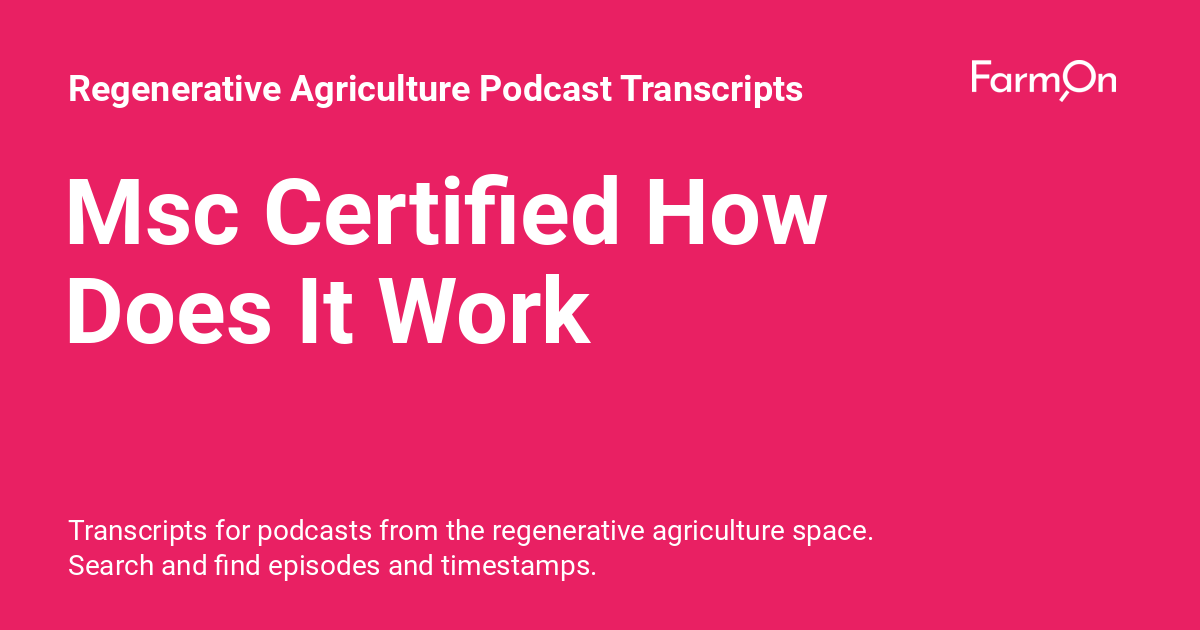 Regenerative Agriculture Podcast Transcripts
FarmOn
Msc Certified How
Does It Work
Transcripts for podcasts from the regenerative agriculture space.
Search and find episodes and timestamps.